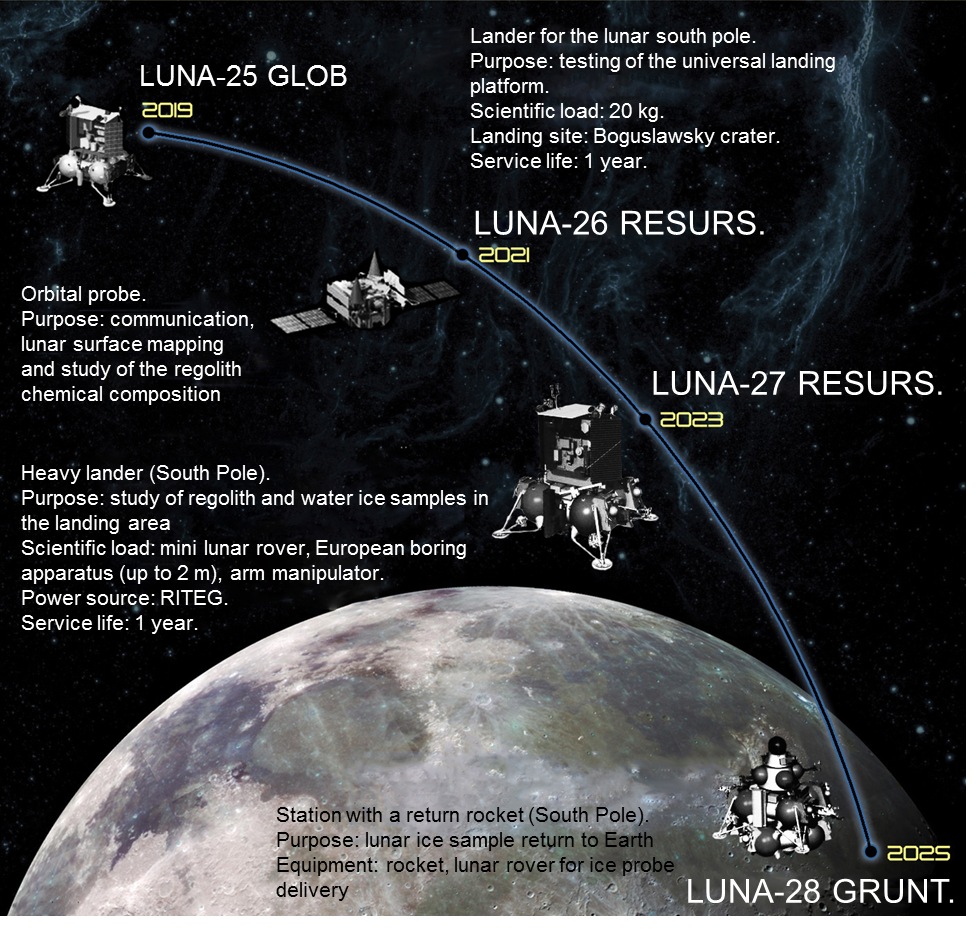 LUNA-25 GLOB
2019
Lander for the lunar south pole.
Purpose: testing of the universal landing
platform.
Scientific load: 20 kg.
Landing site: Boguslawsky crater.
Service life: 1 year.
LUNA-26 RESURS.
2021
Orbital probe.
Purpose: communication,
lunar surface mapping
and study of the regolith
chemical composition
LUNA-27 RESURS.
2023
Heavy lander (South Pole).
Purpose: study of regolith and water ice samples in
the landing area
Scientific load: mini lunar rover, European boring
apparatus (up to 2 m), arm manipulator.
Power source: RITEG.
Service life: 1 year.
Station with a return rocket (South Pole).
Purpose: lunar ice sample return to Earth
Equipment: rocket, lunar rover for ice probe
delivery
2025
LUNA-28 GRUNT.